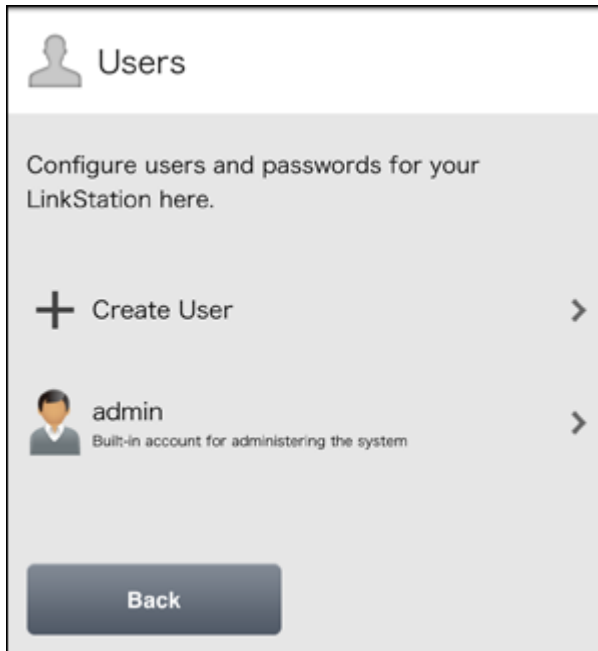 Users
Configure users and passwords for your
LinkStation here.
Create User
admin
Built-in account for administering the system
Back